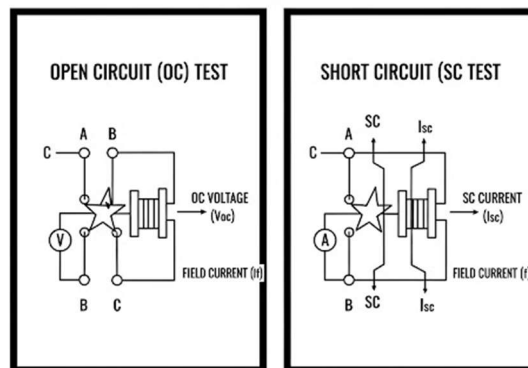 OPEN CIRCUIT (OC) TEST
A B
C
OC VOLTAGE
(Voc)
V
FIELD CURRENT (If)
B C
SHORT CIRCUIT (SC TEST
SC Isc
A
C
SC CURRENT
(Isc)
A
FIELD CURRENT (f)
B SC Isc